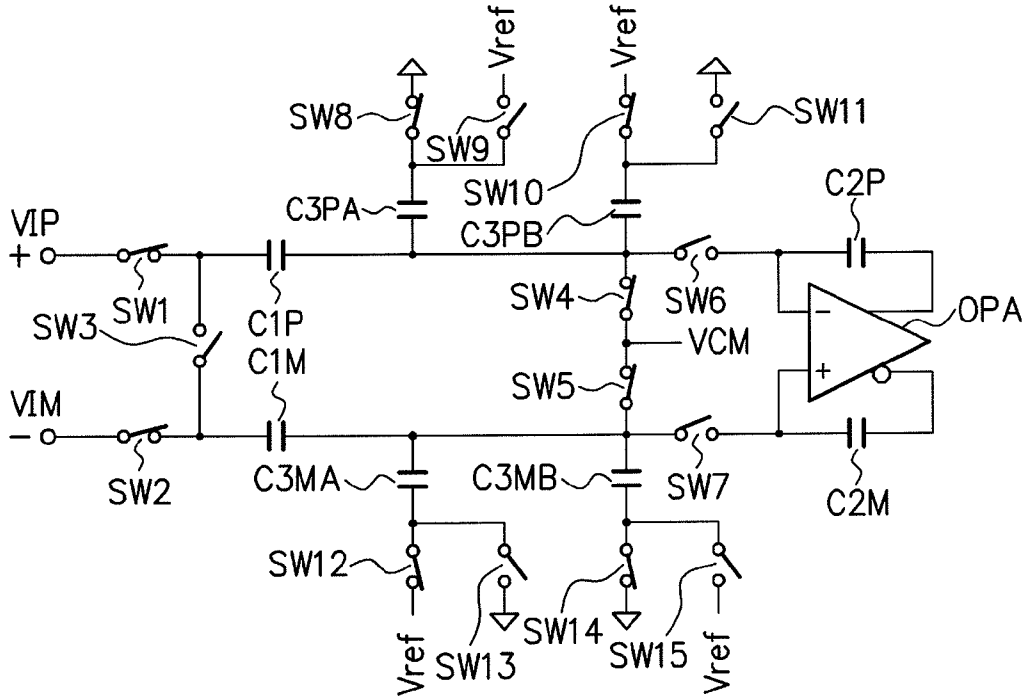 Vref
Vref
SW8
SW9
SW10
SW11
C3PA
C3PB
C2P
VIP
+
SW1
C1P
SW4
SW6
SW3
C1M
VCM
−
OPA
SW5
+
VIM
−
SW2
C3MA
C3MB
SW7
C2M
SW12
SW13
SW14
SW15
Vref
Vref